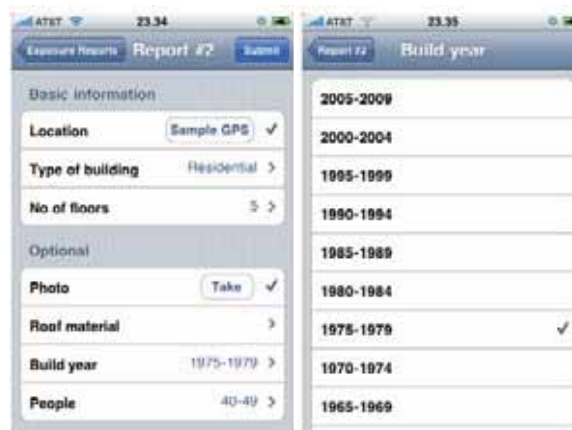 AT&T 23.34
Exposure Reports Report #2 Submit
Basic information
Location Sample GPS
Type of building Residential
No of floors 5
Optional
Photo Take
Roof material
Build year 1975-1979
People 40-49
AT&T 23.35
Report #2 Build year
2005-2009
2000-2004
1995-1999
1990-1994
1985-1989
1980-1984
1975-1979
1970-1974
1965-1969